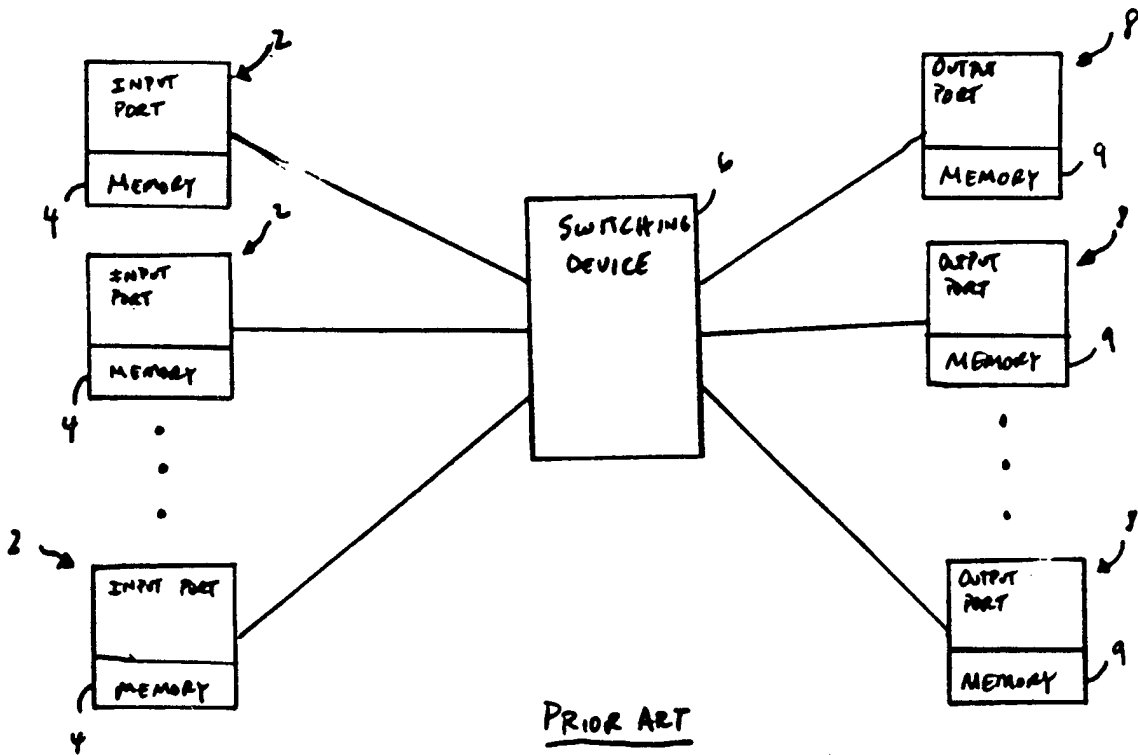 2
INPUT
PORT
MEMORY
4
2
INPUT
PORT
MEMORY
4
2
INPUT PORT
MEMORY
4
6
SWITCHING
DEVICE
8
OUTPUT
PORT
MEMORY
9
8
OUTPUT
PORT
MEMORY
9
8
OUTPUT
PORT
MEMORY
9
PRIOR ART